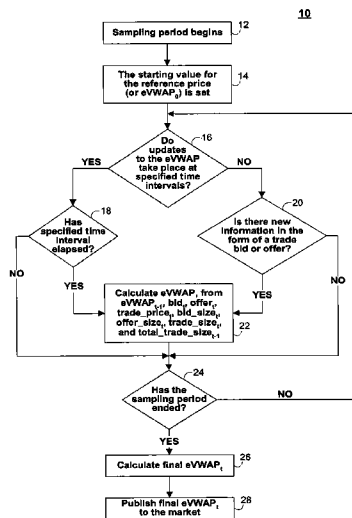 10
Sampling period begins
12
The starting value for
the reference price
(or eVWAP0) is set
14
Do
updates
to the eVWAP
take place at
specified time
intervals?
16
YES
NO
Has
specified time
interval
elapsed?
18
Is there new
information in the
form of a trade
bid or offer?
20
NO
YES
YES
NO
Calculate eVWAPt from
eVWAPt-1, bidt, offert,
trade_pricet, bid_sizet,
offer_sizet, trade_sizet,
and total_trade_sizet-1
22
Has the
sampling period
ended?
24
NO
YES
Calculate final eVWAPt
26
Publish final eVWAPt
to the market
28